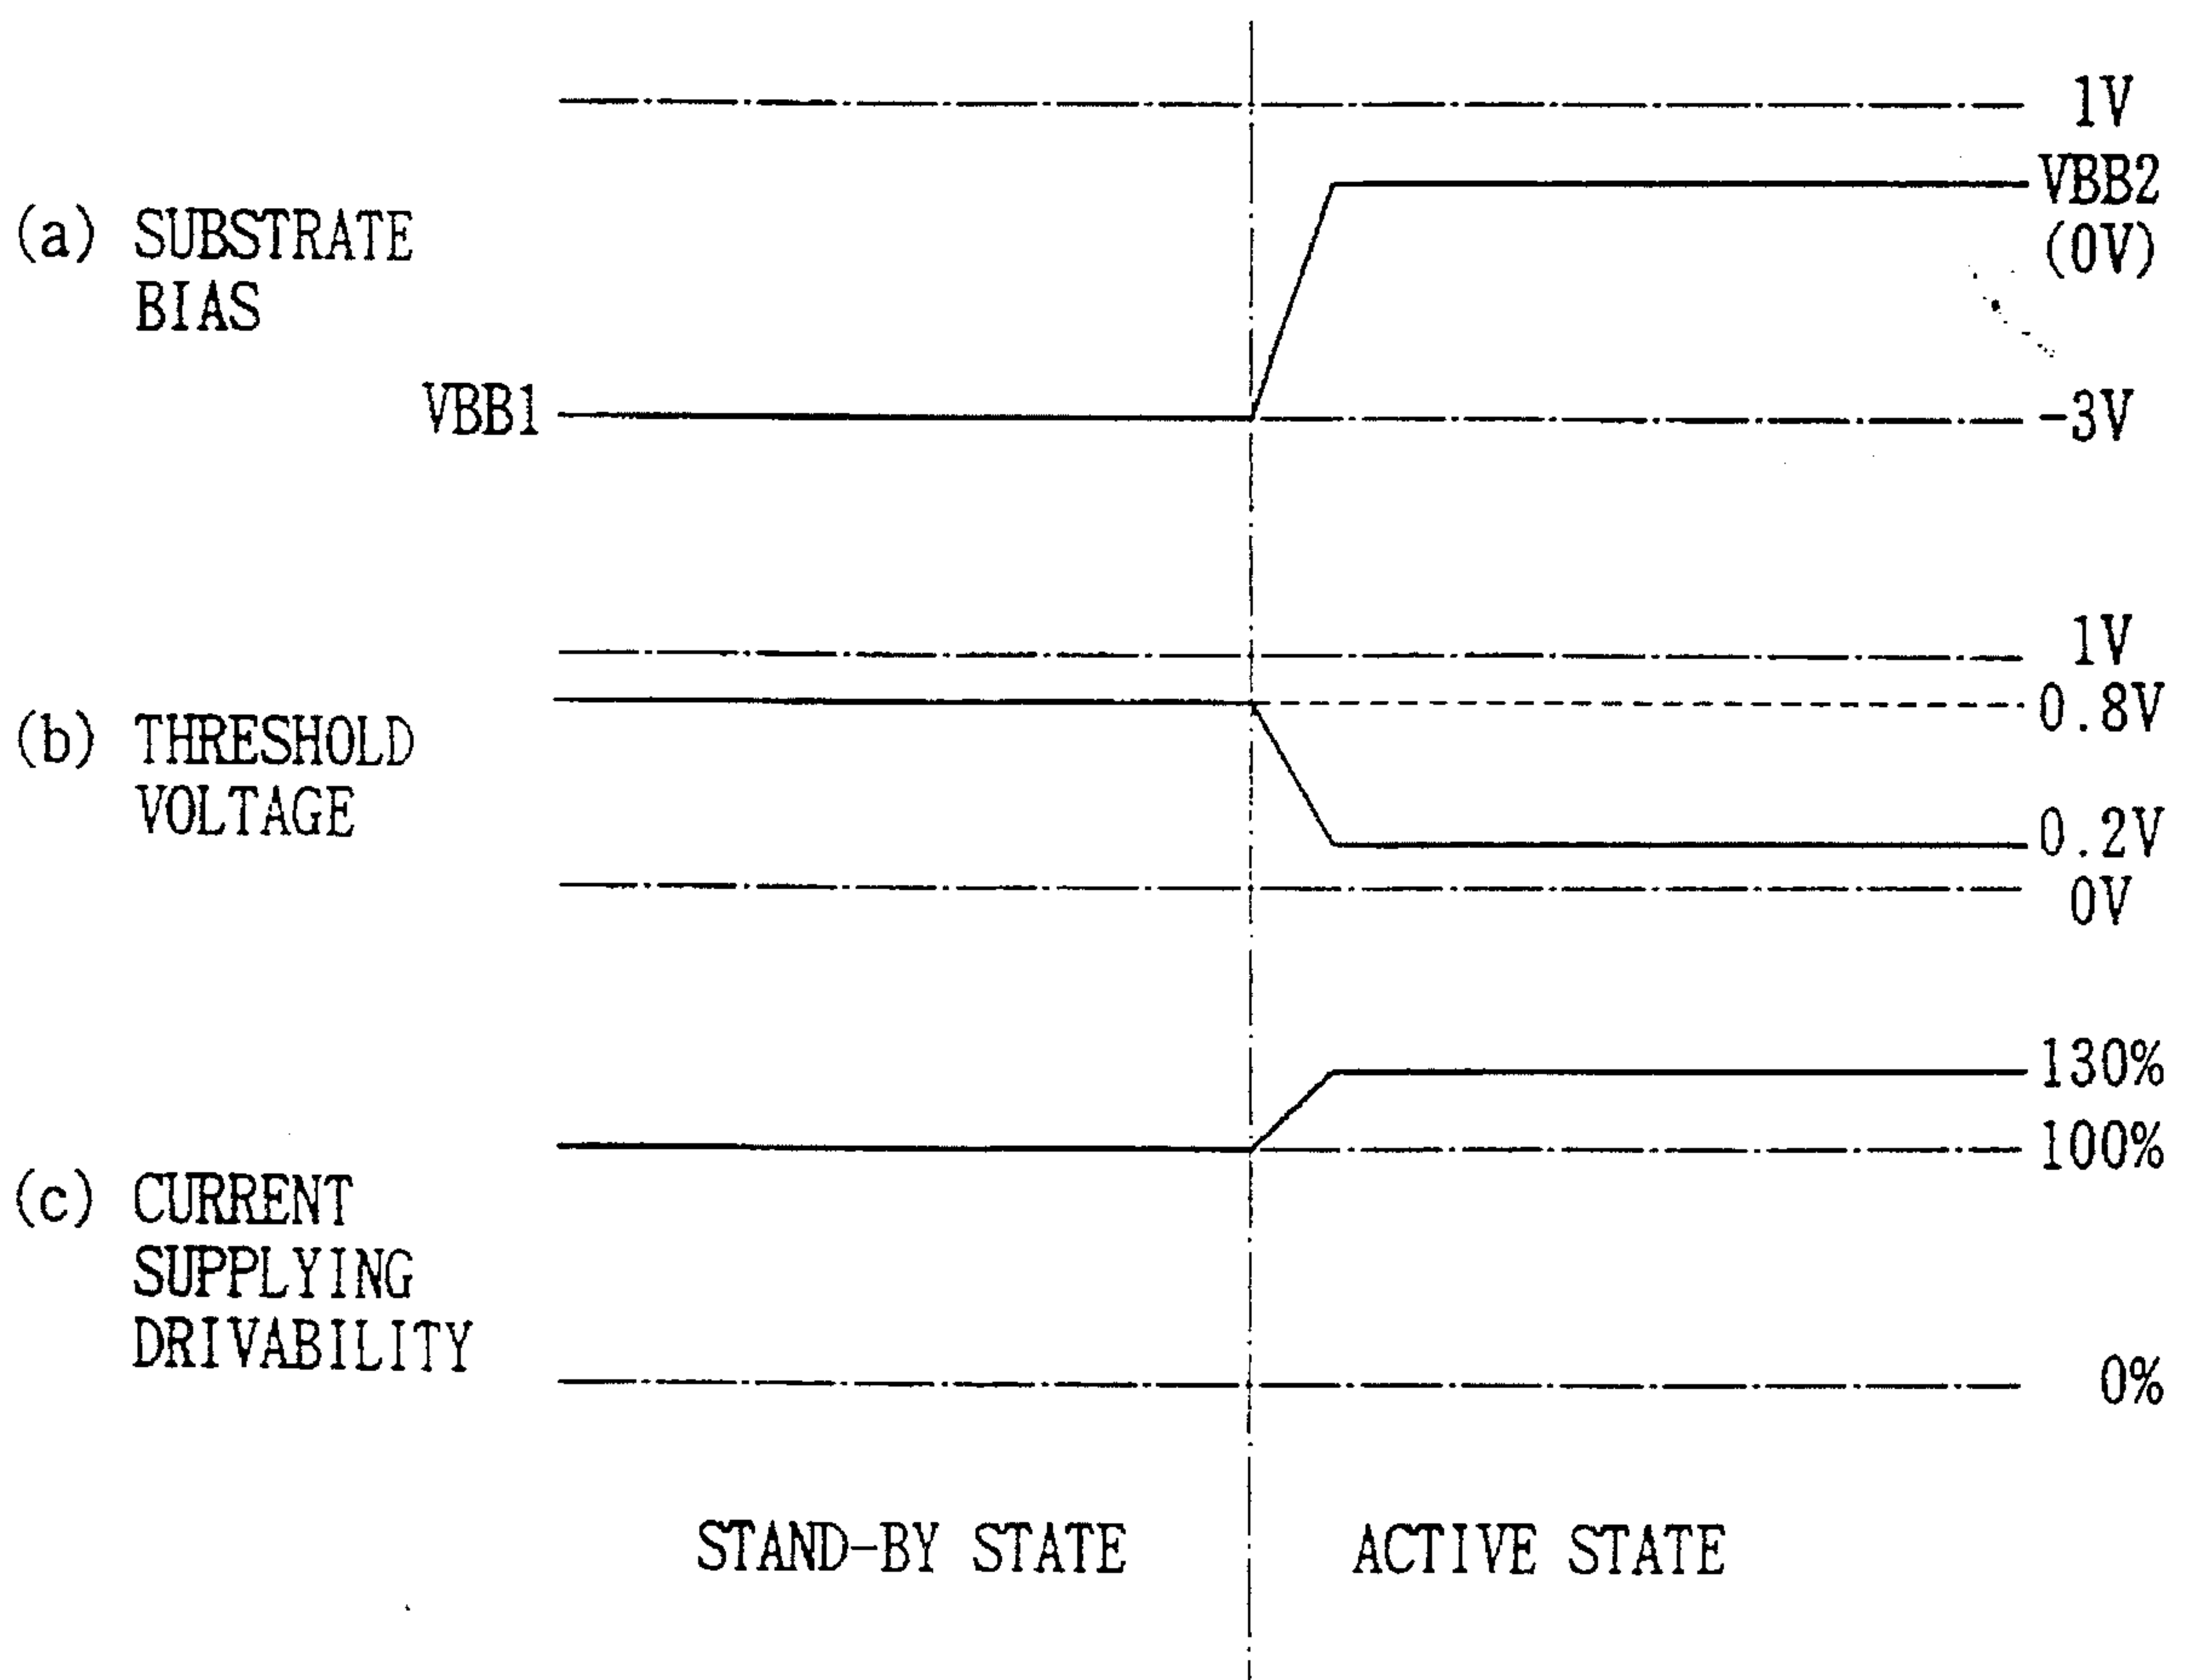 1V
VBB2
(0V)
(a) SUBSTRATE
BIAS
VBB1
-3V
1V
0.8V
(b) THRESHOLD
VOLTAGE
0.2V
0V
130%
100%
(c) CURRENT
SUPPLYING
DRIVABILITY
0%
STAND-BY STATE
ACTIVE STATE